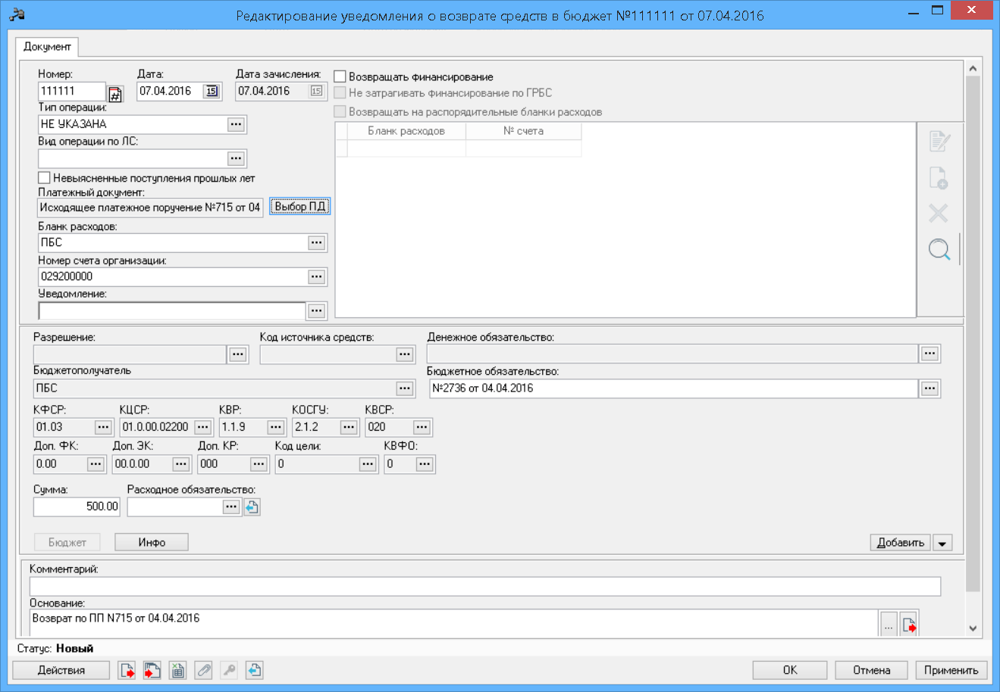 Редактирование уведомления о возврате средств в бюджет №111111 от 07.04.2016
Документ
Номер: Дата: Дата зачисления:
111111 07.04.2016 15 07.04.2016 15
Возвращать финансирование
Не затрагивать финансирование по ГРБС
Возвращать на распорядительные бланки расходов
Тип операции:
НЕ УКАЗАНА ...
Вид операции по ЛС:
...
Невыясненные поступления прошлых лет
Платежный документ:
Исходящее платежное поручение №715 от 04 Выбор ПД
Бланк расходов:
ПБС ...
Номер счета организации:
029200000 ...
Уведомление:
...
Бланк расходов № счета
Разрешение: Код источника средств: Денежное обязательство:
... ... ...
Бюджетополучатель Бюджетное обязательство:
ПБС ... №2736 от 04.04.2016 ...
КФСР: КЦСР: КВР: КОСГУ: КВСР:
01.03 ... 01.0.00.02200 ... 1.1.9 ... 2.1.2 ... 020 ...
Доп. ФК: Доп. ЭК: Доп. КР: Код цели: КВФО:
0.00 ... 00.0.00 ... 000 ... 0 ... 0 ...
Сумма: Расходное обязательство:
500.00 ...
Бюджет Инфо Добавить
Комментарий:
Основание:
Возврат по ПП N715 от 04.04.2016 ...
Статус: Новый
Действия OK Отмена Применить